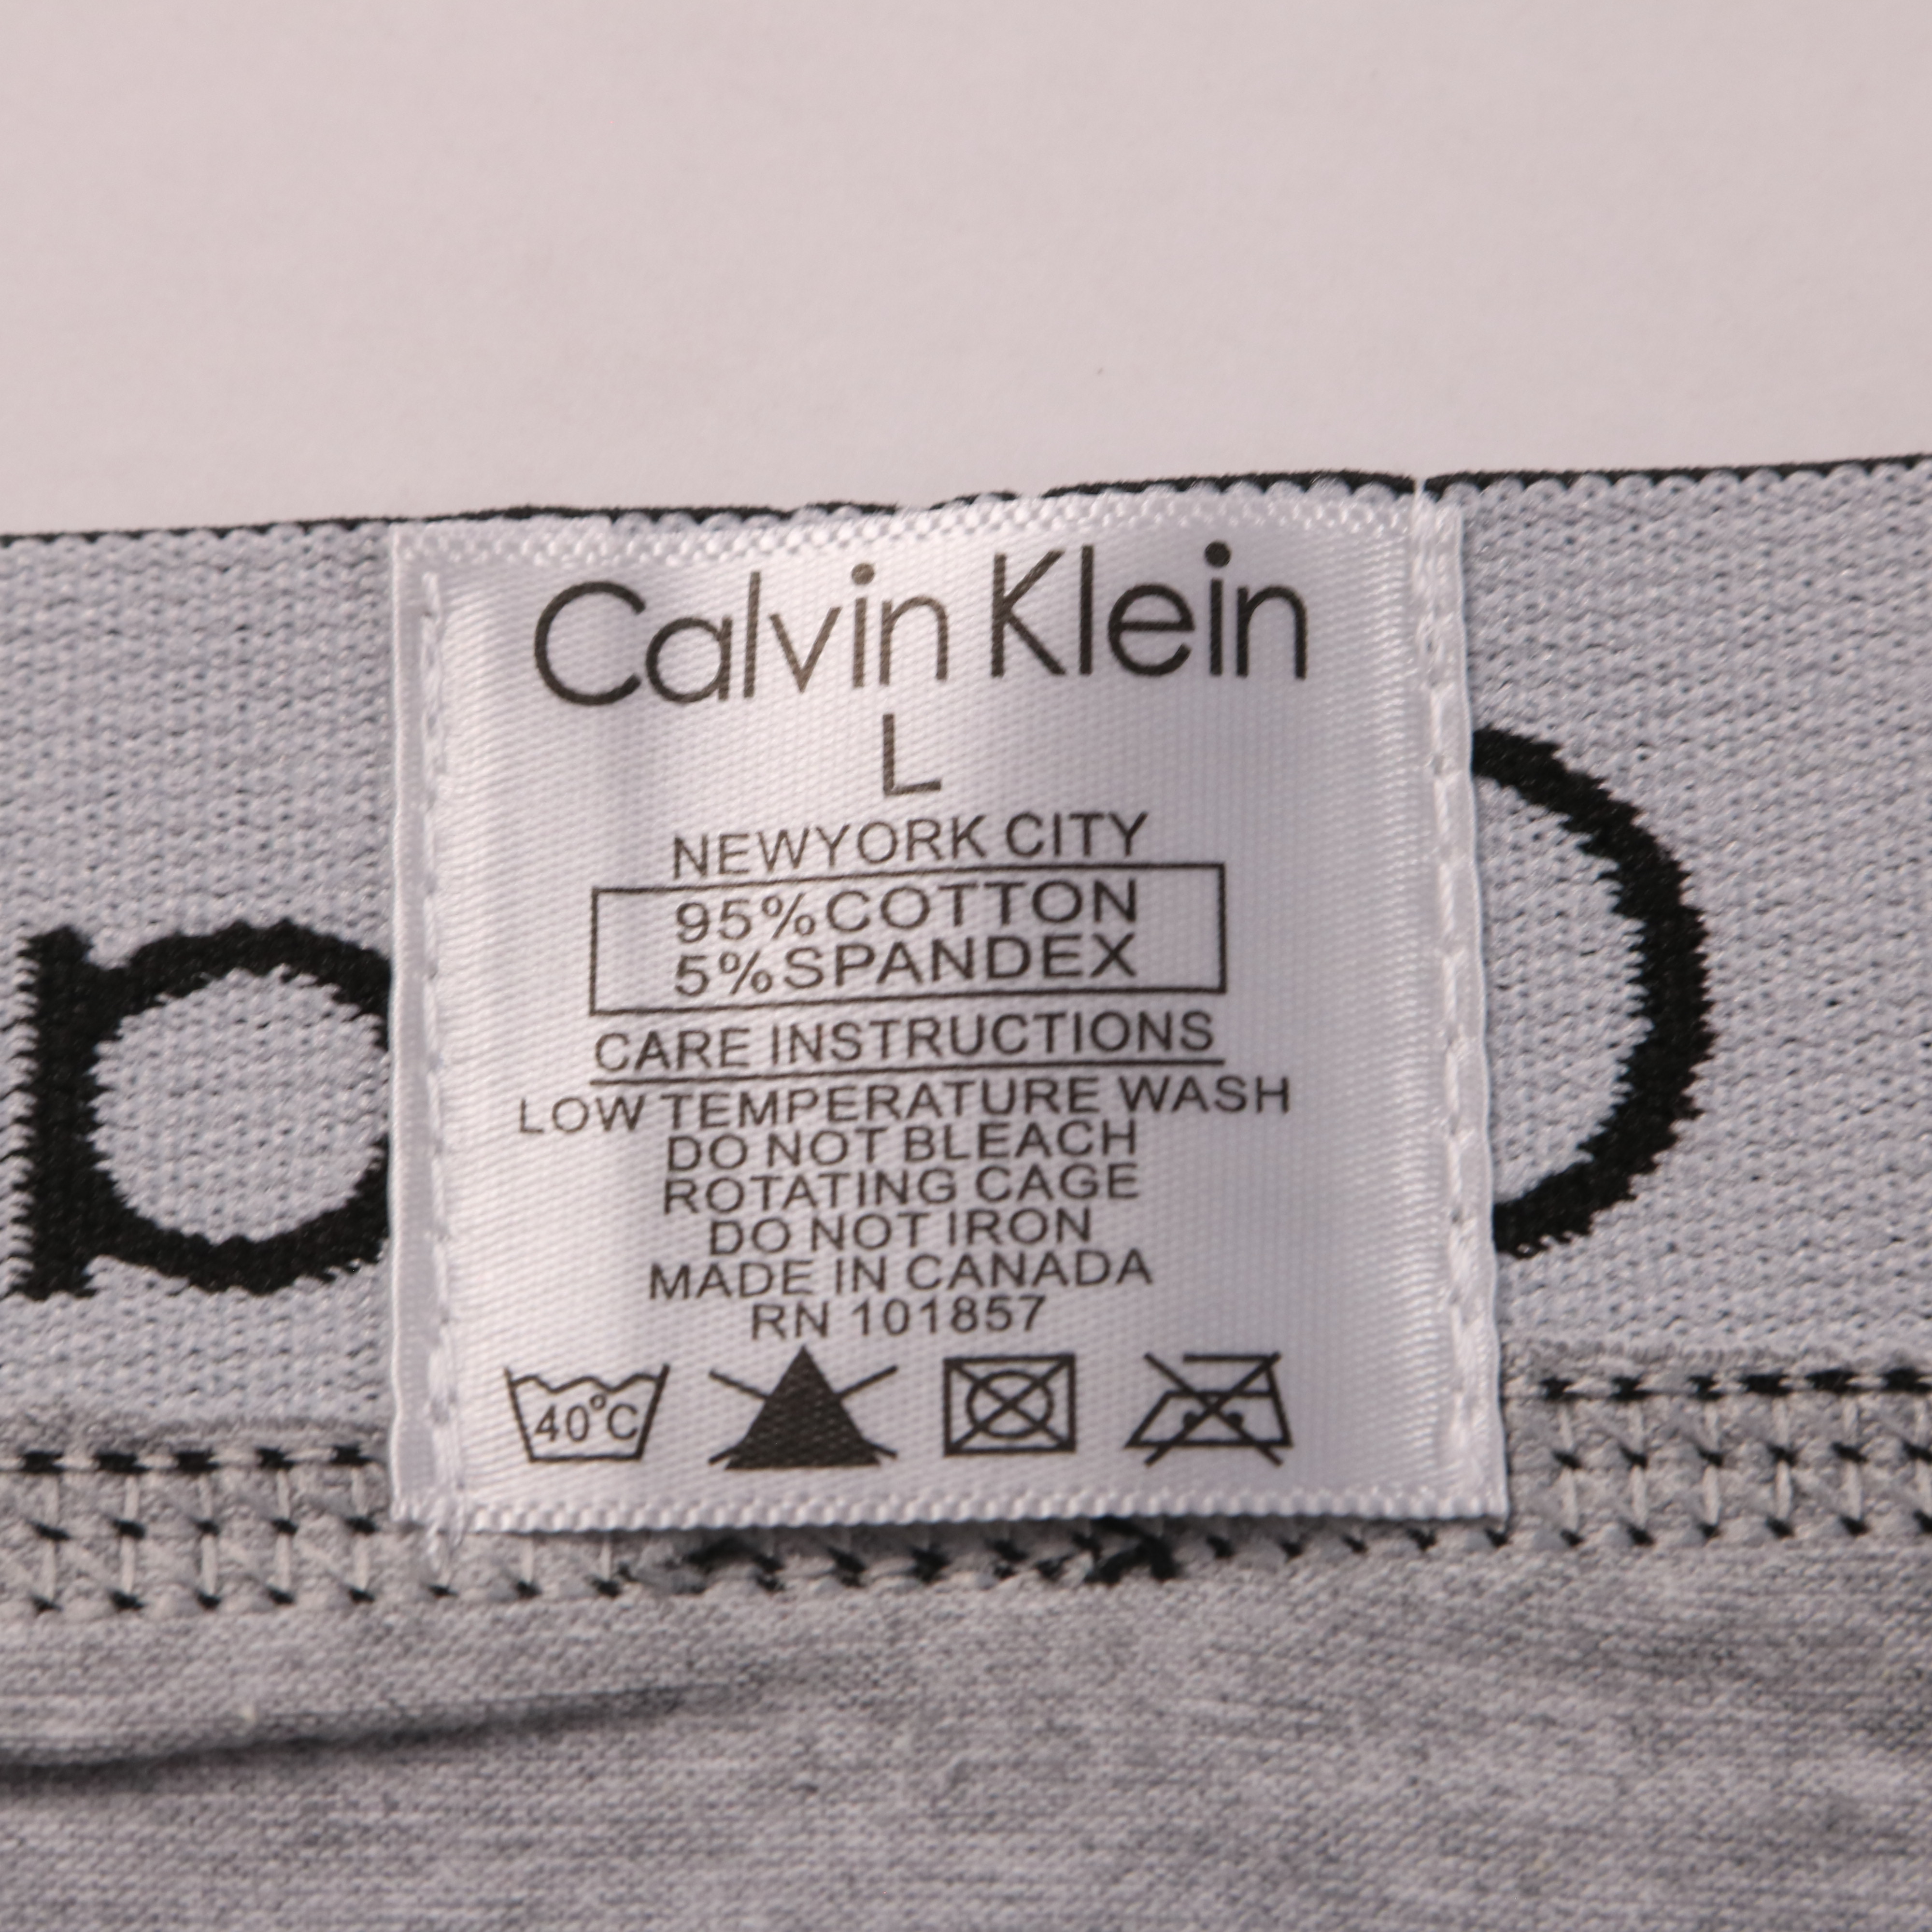 Calvin Klein
L
NEWYORK CITY
95%COTTON
5%SPANDEX
CARE INSTRUCTIONS
LOW TEMPERATURE WASH
DO NOT BLEACH
ROTATING CAGE
DO NOT IRON
MADE IN CANADA
RN 101857
40°C